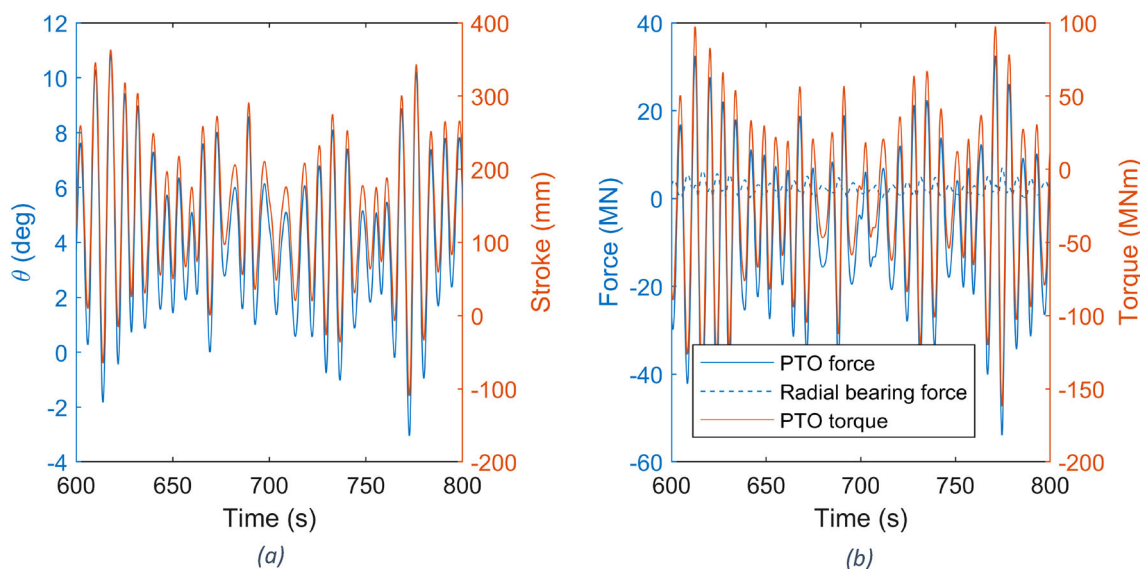 12
10
8
6
4
2
0
-2
-4
θ (deg)
400
300
200
100
0
-100
-200
Stroke (mm)
600 650 700 750 800
Time (s)
(a)
40
20
0
-20
-40
-60
Force (MN)
100
50
0
-50
-100
-150
-200
Torque (MNm)
PTO force
Radial bearing force
PTO torque
600 650 700 750 800
Time (s)
(b)